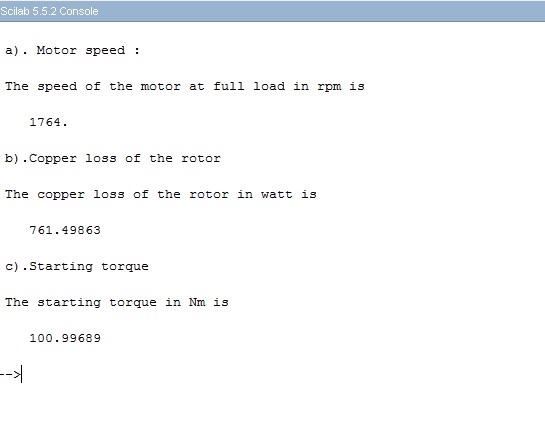 Scilab 5.5.2 Console
a). Motor speed :
The speed of the motor at full load in rpm is
1764.
b).Copper loss of the rotor
The copper loss of the rotor in watt is
761.49863
c).Starting torque
The starting torque in Nm is
100.99689
-->